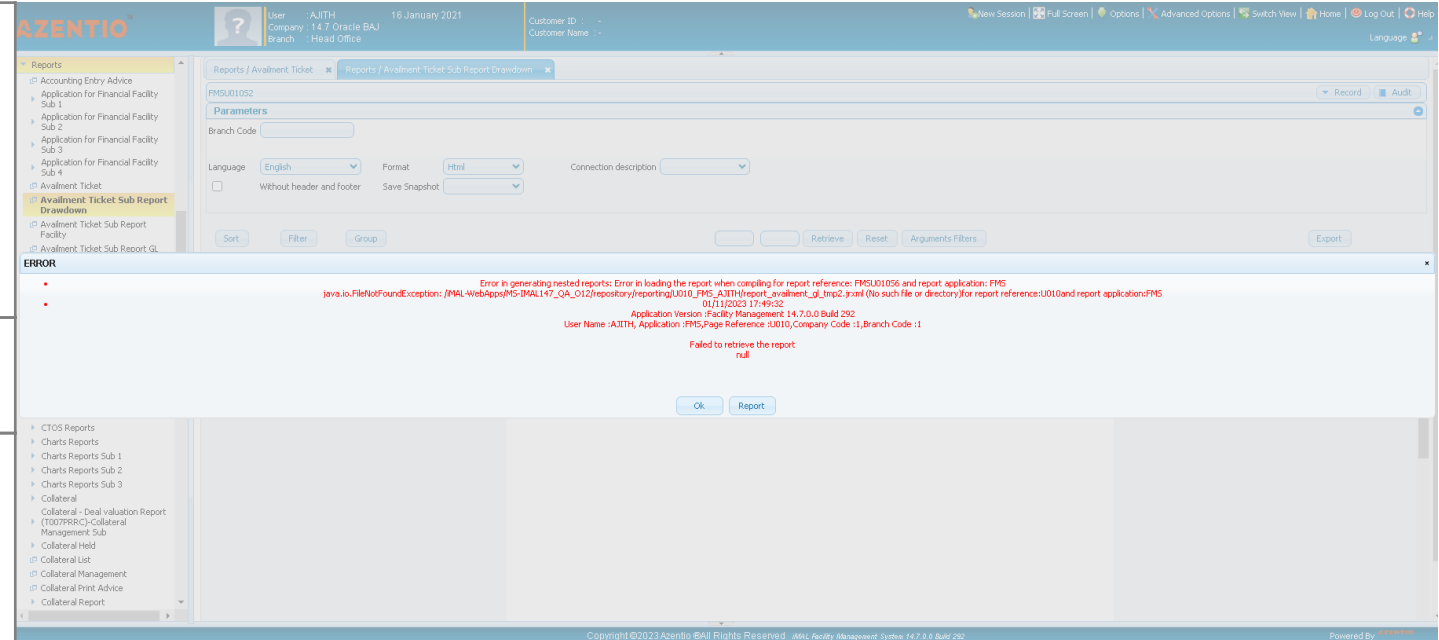 AZENTIO
?
User : AJITH 16 January 2021
Company : 14.7 Oracle BAJ
Branch : Head Office
Customer ID : -
Customer Name : -
New Session | Full Screen | Options | Advanced Options | Switch View | Home | Log Out | Help
Language
Reports
Accounting Entry Advice
Application for Financial Facility
Sub 1
Application for Financial Facility
Sub 2
Application for Financial Facility
Sub 3
Application for Financial Facility
Sub 4
Availment Ticket
Availment Ticket Sub Report
Drawdown
Availment Ticket Sub Report
Facility
Availment Ticket Sub Report GL
Reports / Availment Ticket x Reports / Availment Ticket Sub Report Drawdown x
FMSU01052 Record Audit
Parameters
Branch Code
Language English Format Html Connection description
Without header and footer Save Snapshot
Sort Filter Group Retrieve Reset Arguments Filters Export
ERROR x
• Error in generating nested reports: Error in loading the report when compiling for report reference: FMSU01056 and report application: FMS
java.io.FileNotFoundException: /iMAL-WebApps/MS-IMAL147_QA_O12/repository/reporting/U010_FMS_AJITH/report_availment_gl_tmp2.jrxml (No such file or directory)for report reference:U010and report application:FMS
• 01/11/2023 17:49:32
Application Version :Facility Management 14.7.0.0 Build 292
User Name :AJITH, Application :FMS,Page Reference :U010,Company Code :1,Branch Code :1
Failed to retrieve the report
null
Ok Report
CTOS Reports
Charts Reports
Charts Reports Sub 1
Charts Reports Sub 2
Charts Reports Sub 3
Collateral
Collateral - Deal valuation Report
(T007PRRC)-Collateral
Management Sub
Collateral Held
Collateral List
Collateral Management
Collateral Print Advice
Collateral Report
Copyright ©2023 Azentio ®All Rights Reserved iMAL Facility Management System 14.7.0.0 Build 292
Powered By